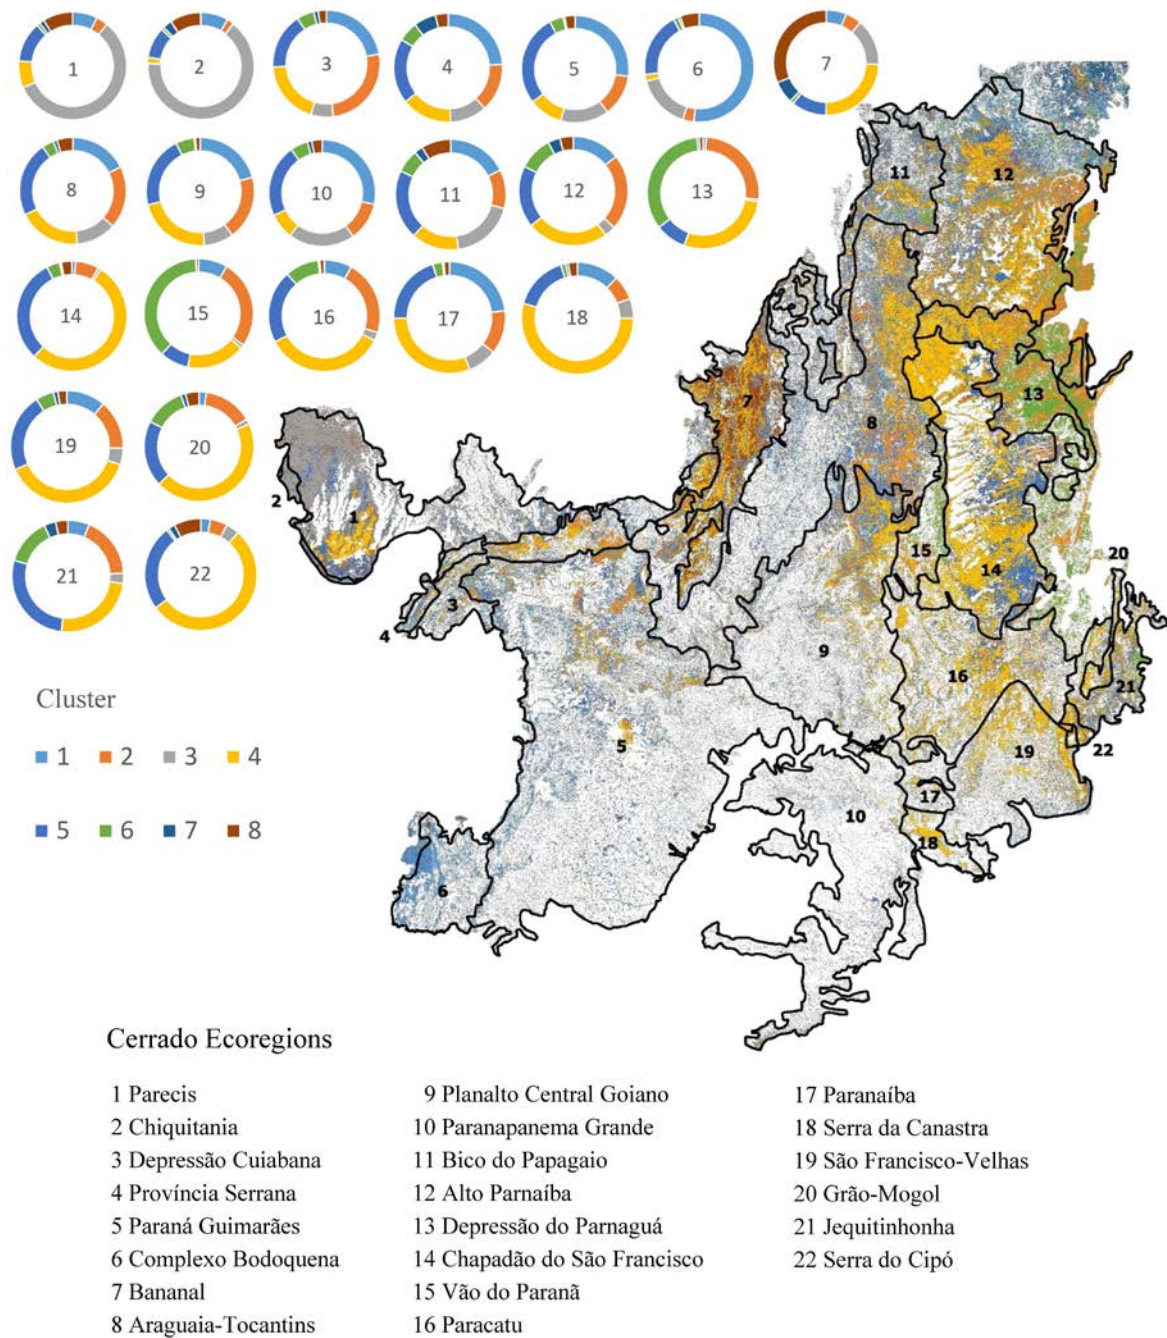 1 2 3 4 5 6 7
8 9 10 11 12 13
14 15 16 17 18
19 20
21 22
11 12
7 13
8
2 1
15 14 20
3
4
9 16 21
5 19 22
17
10
18
6
Cluster
1 2 3 4
5 6 7 8
Cerrado Ecoregions
1 Parecis
2 Chiquitania
3 Depressão Cuiabana
4 Província Serrana
5 Paraná Guimarães
6 Complexo Bodoquena
7 Bananal
8 Araguaia-Tocantins
9 Planalto Central Goiano
10 Paranapanema Grande
11 Bico do Papagaio
12 Alto Parnaíba
13 Depressão do Parnaguá
14 Chapadão do São Francisco
15 Vão do Paranã
16 Paracatu
17 Paranaíba
18 Serra da Canastra
19 São Francisco-Velhas
20 Grão-Mogol
21 Jequitinhonha
22 Serra do Cipó